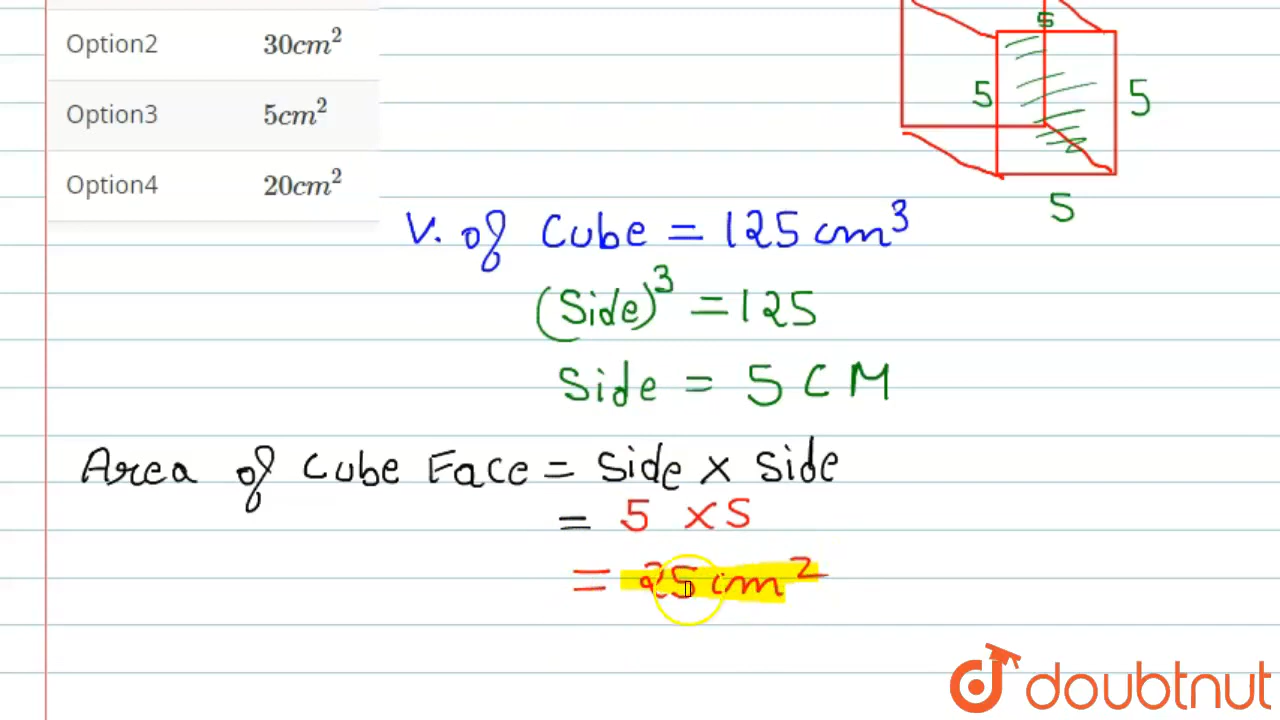 5
Option2 30cm²
5 5
Option3 5cm²
Option4 20cm²
5
V. of Cube = 125 cm³
(Side)³ = 125
Side = 5 CM
Area of Cube Face = Side x Side
= 5 x 5
= 25 cm²
doubtnut